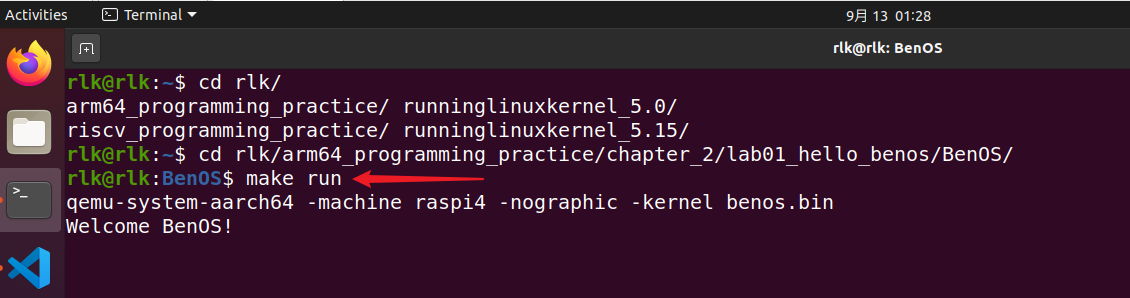 Activities Terminal 9月 13 01:28
rlk@rlk: BenOS
rlk@rlk:~$ cd rlk/
arm64_programming_practice/ runninglinuxkernel_5.0/
riscv_programming_practice/ runninglinuxkernel_5.15/
rlk@rlk:~$ cd rlk/arm64_programming_practice/chapter_2/lab01_hello_benos/BenOS/
rlk@rlk:BenOS$ make run
qemu-system-aarch64 -machine raspi4 -nographic -kernel benos.bin
Welcome BenOS!
>_